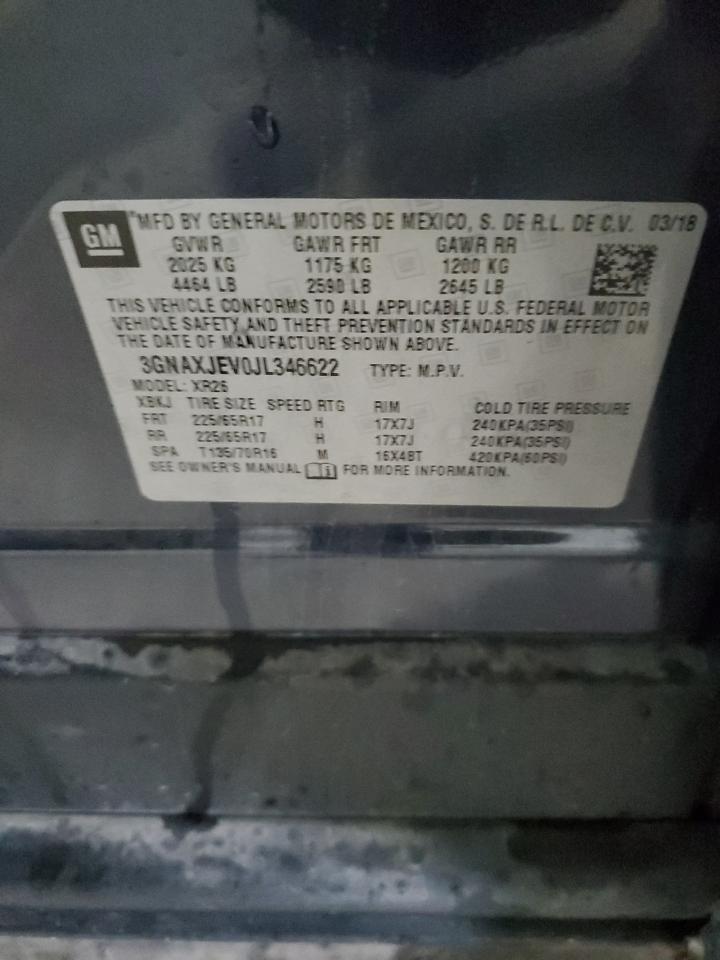 GM MFD BY GENERAL MOTORS DE MEXICO, S. DE R.L. DE C.V. 03/18
GVWR GAWR FRT GAWR RR
2025 KG 1175 KG 1200 KG
4464 LB 2590 LB 2645 LB
THIS VEHICLE CONFORMS TO ALL APPLICABLE U.S. FEDERAL MOTOR
VEHICLE SAFETY AND THEFT PREVENTION STANDARDS IN EFFECT ON
THE DATE OF MANUFACTURE SHOWN ABOVE.
3GNAXJEV0JL346622 TYPE: M.P.V.
MODEL: XR26
XBKJ TIRE SIZE SPEED RTG RIM COLD TIRE PRESSURE
FRT 225/65R17 H 17X7J 240KPA(35PSI)
RR 225/65R17 H 17X7J 240KPA(35PSI)
SPA T135/70R16 M 16X4BT 420KPA(60PSI)
SEE OWNER'S MANUAL FOR MORE INFORMATION.